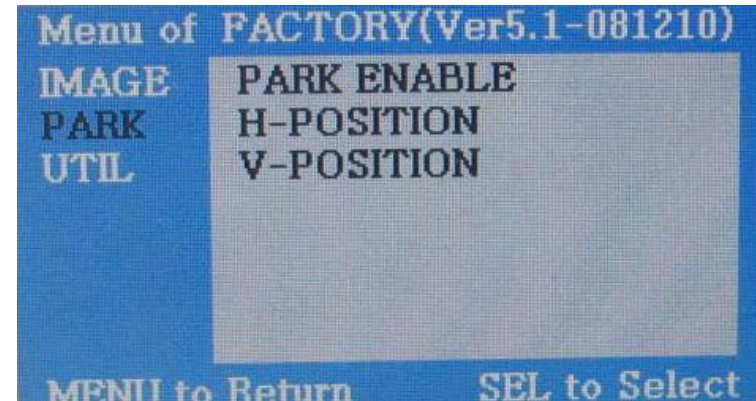 Menu of FACTORY(Ver5.1-081210)
IMAGE PARK ENABLE
PARK H-POSITION
UTIL V-POSITION
MENU to Return SEL to Select